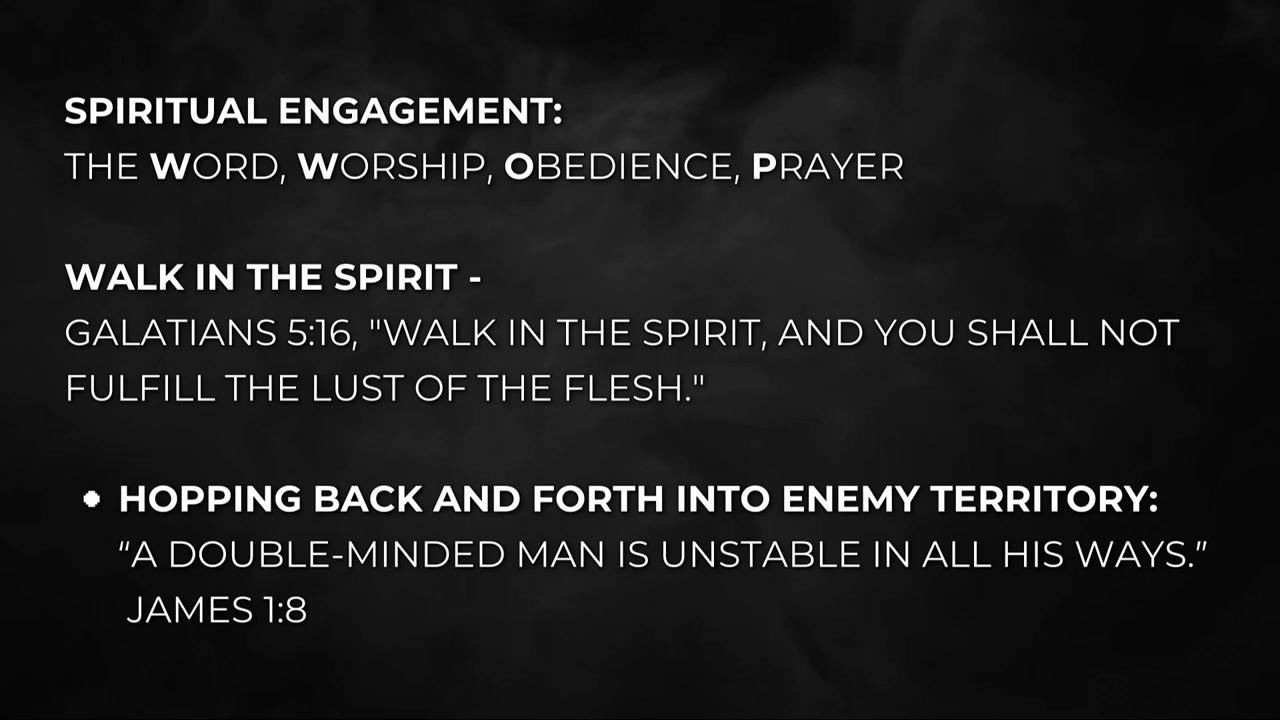 SPIRITUAL ENGAGEMENT:
THE WORD, WORSHIP, OBEDIENCE, PRAYER
WALK IN THE SPIRIT -
GALATIANS 5:16, "WALK IN THE SPIRIT, AND YOU SHALL NOT
FULFILL THE LUST OF THE FLESH."
• HOPPING BACK AND FORTH INTO ENEMY TERRITORY:
“A DOUBLE-MINDED MAN IS UNSTABLE IN ALL HIS WAYS.”
JAMES 1:8